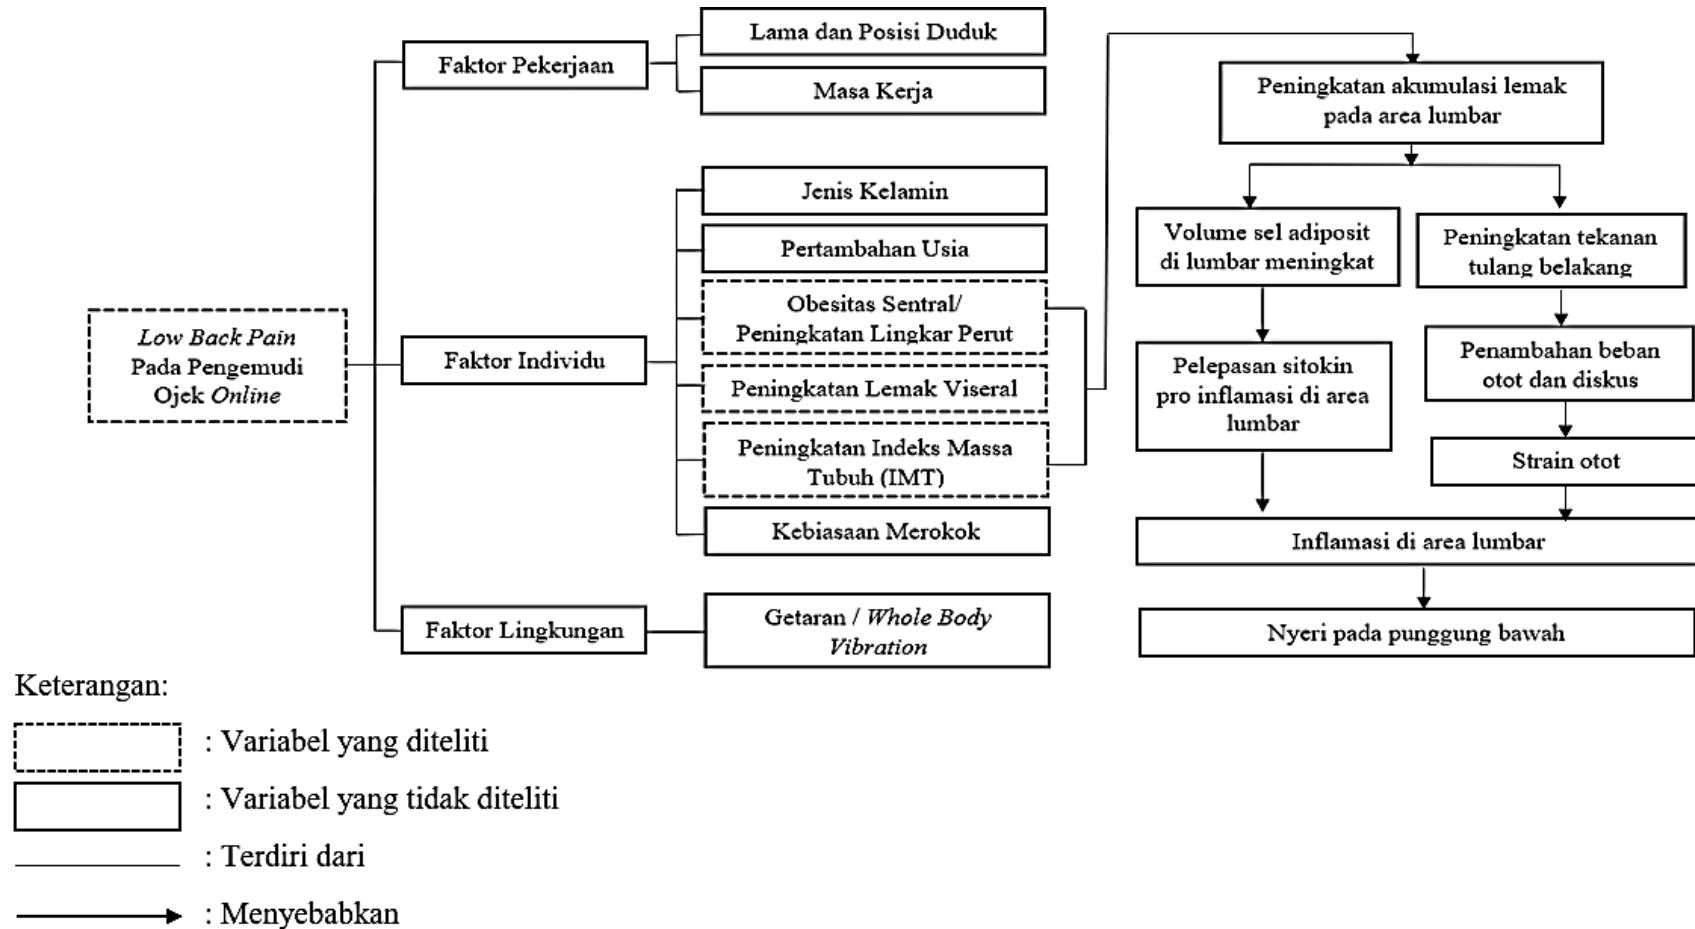 Low Back Pain
Pada Pengemudi
Ojek Online
Faktor Pekerjaan
Lama dan Posisi Duduk
Masa Kerja
Faktor Individu
Jenis Kelamin
Pertambahan Usia
Obesitas Sentral/
Peningkatan Lingkar Perut
Peningkatan Lemak Viseral
Peningkatan Indeks Massa
Tubuh (IMT)
Kebiasaan Merokok
Faktor Lingkungan
Getaran / Whole Body
Vibration
Peningkatan akumulasi lemak
pada area lumbar
Volume sel adiposit
di lumbar meningkat
Pelepasan sitokin
pro inflamasi di area
lumbar
Peningkatan tekanan
tulang belakang
Penambahan beban
otot dan diskus
Strain otot
Inflamasi di area lumbar
Nyeri pada punggung bawah
Keterangan:
: Variabel yang diteliti
: Variabel yang tidak diteliti
: Terdiri dari
: Menyebabkan